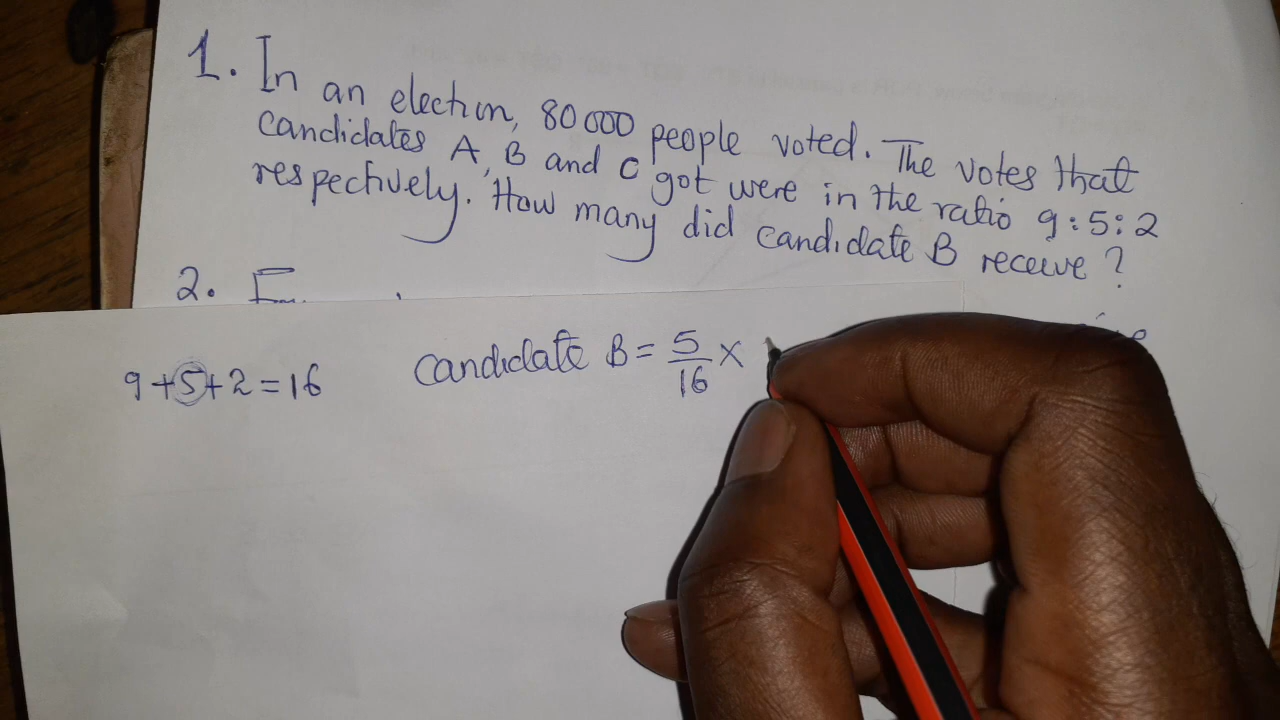 1. In an election, 80 000 people voted. The votes that
candidates A, B and C got were in the ratio 9:5:2
respectively. How many did candidate B receive?
2.
9+5+2=16
Candidate B = 5/16 ×